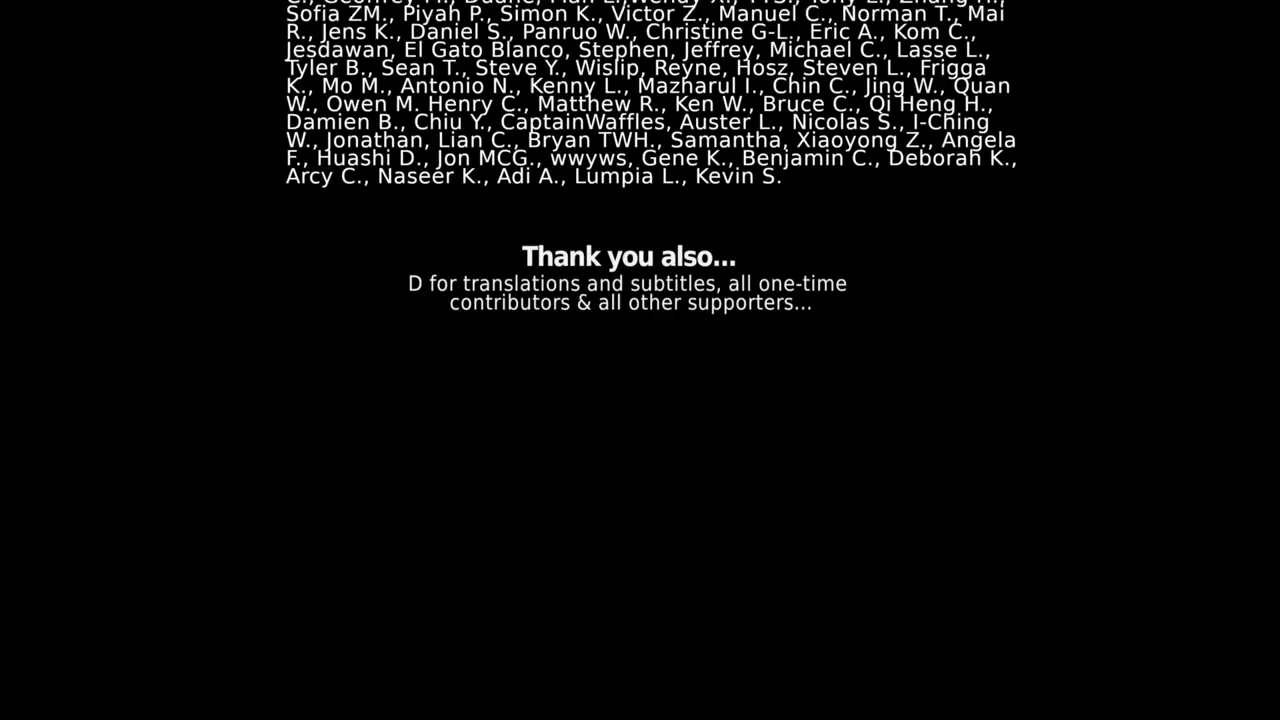 Sofia ZM., Piyah P., Simon K., Victor Z., Manuel C., Norman T., Mai
R., Jens K., Daniel S., Panruo W., Christine G-L., Eric A., Kom C.,
Jesdawan, El Gato Blanco, Stephen, Jeffrey, Michael C., Lasse L.,
Tyler B., Sean T., Steve Y., Wislip, Reyne, Hosz, Steven L., Frigga
K., Mo M., Antonio N., Kenny L., Mazharul I., Chin C., Jing W., Quan
W., Owen M. Henry C., Matthew R., Ken W., Bruce C., Qi Heng H.,
Damien B., Chiu Y., CaptainWaffles, Auster L., Nicolas S., I-Ching
W., Jonathan, Lian C., Bryan TWH., Samantha, Xiaoyong Z., Angela
F., Huashi D., Jon MCG., wwyws, Gene K., Benjamin C., Deborah K.,
Arcy C., Naseer K., Adi A., Lumpia L., Kevin S.
Thank you also...
D for translations and subtitles, all one-time
contributors & all other supporters...